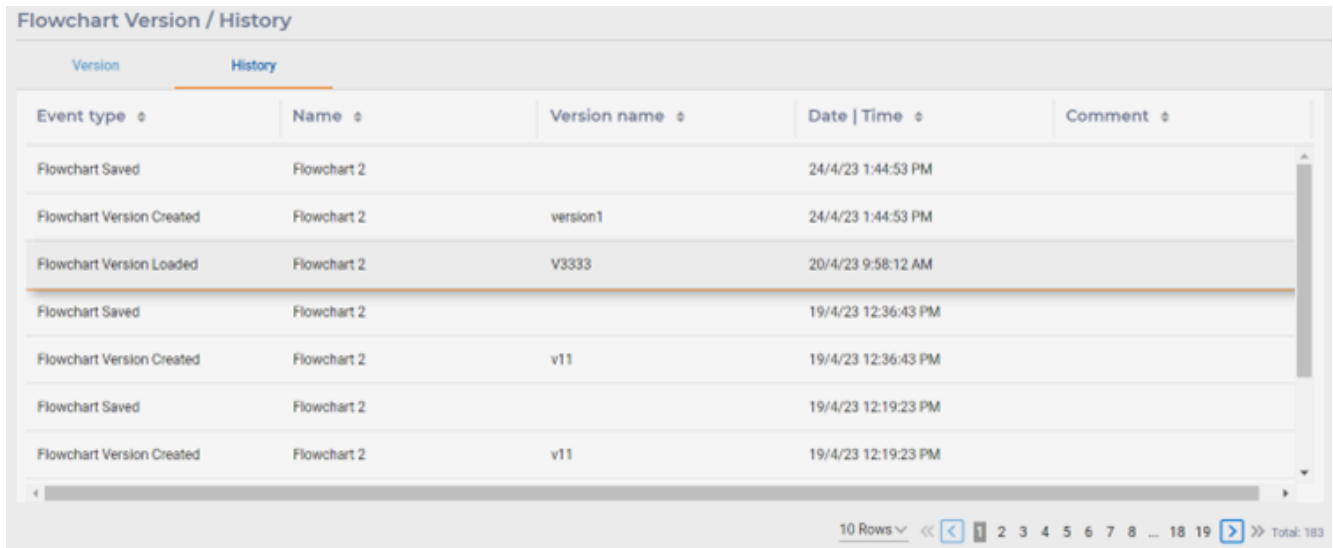 Flowchart Version / History
Version History
Event type Name Version name Date | Time Comment
Flowchart Saved Flowchart 2 24/4/23 1:44:53 PM
Flowchart Version Created Flowchart 2 version1 24/4/23 1:44:53 PM
Flowchart Version Loaded Flowchart 2 V3333 20/4/23 9:58:12 AM
Flowchart Saved Flowchart 2 19/4/23 12:36:43 PM
Flowchart Version Created Flowchart 2 v11 19/4/23 12:36:43 PM
Flowchart Saved Flowchart 2 19/4/23 12:19:23 PM
Flowchart Version Created Flowchart 2 v11 19/4/23 12:19:23 PM
10 Rows 1 2 3 4 5 6 7 8 ... 18 19 Total: 183